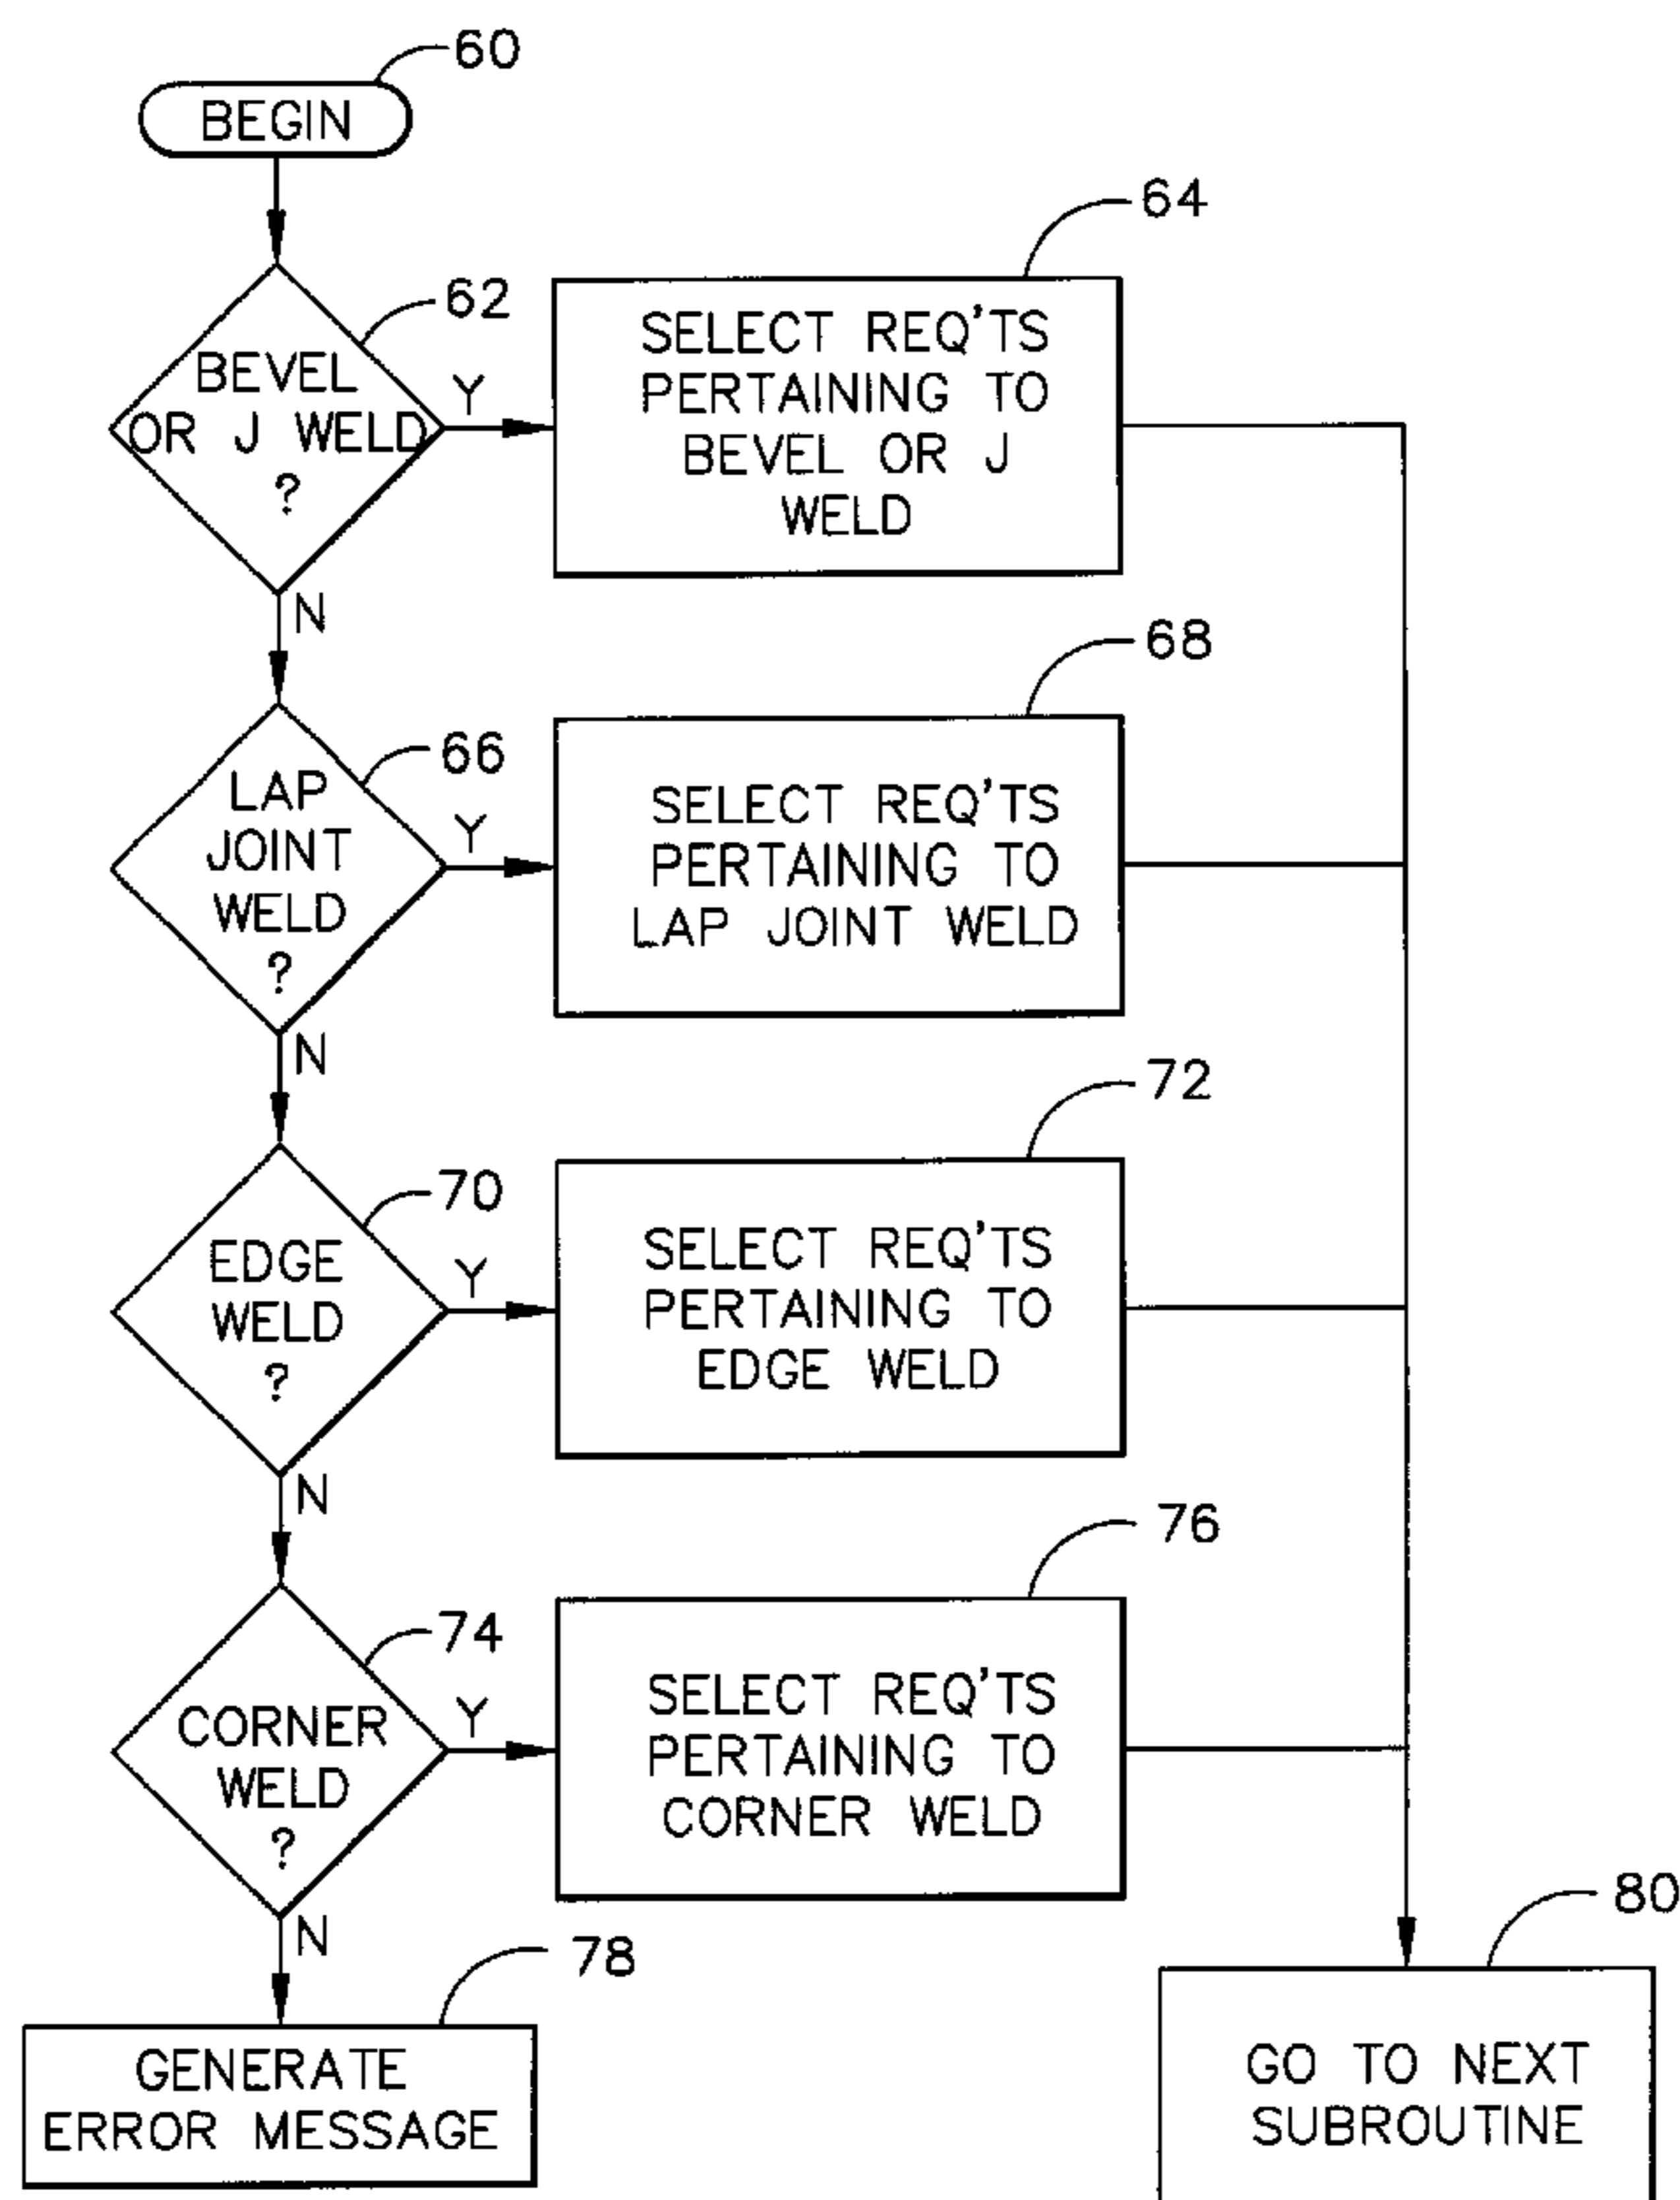 60
BEGIN
64
62
BEVEL
OR J WELD
?
Y
SELECT REQ'TS
PERTAINING TO
BEVEL OR J
WELD
N
68
66
LAP
JOINT
WELD
?
Y
SELECT REQ'TS
PERTAINING TO
LAP JOINT WELD
N
72
70
EDGE
WELD
?
Y
SELECT REQ'TS
PERTAINING TO
EDGE WELD
N
76
74
CORNER
WELD
?
Y
SELECT REQ'TS
PERTAINING TO
CORNER WELD
N
78
GENERATE
ERROR MESSAGE
80
GO TO NEXT
SUBROUTINE